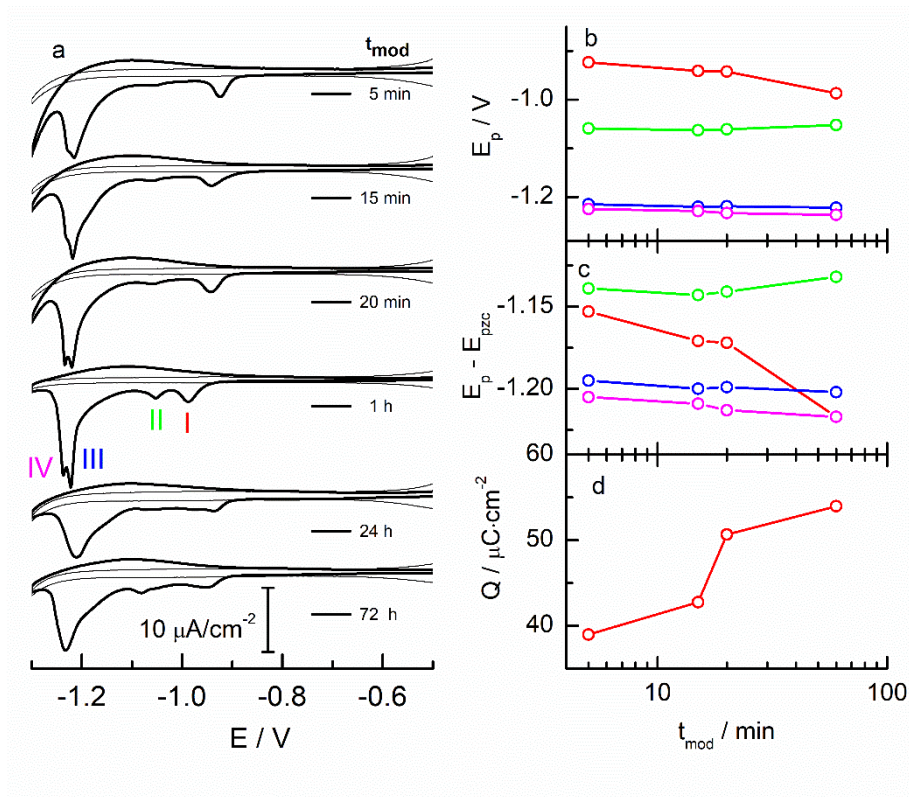 a
t_mod
5 min
15 min
20 min
1 h
II
I
IV
III
24 h
72 h
10 μA/cm⁻²
-1.2
-1.0
-0.8
-0.6
E / V
b
-1.0
-1.2
E_p / V
c
-1.15
-1.20
E_p - E_pzc
d
60
50
40
Q / μC·cm⁻²
10
100
t_mod / min